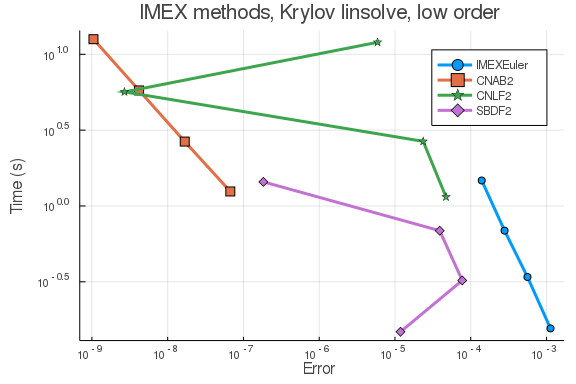 IMEX methods, Krylov linsolve, low order
Time (s)
10^1.0
10^0.5
10^0.0
10^-0.5
IMEXEuler
CNAB2
CNLF2
SBDF2
10^-9 10^-8 10^-7 10^-6 10^-5 10^-4 10^-3
Error